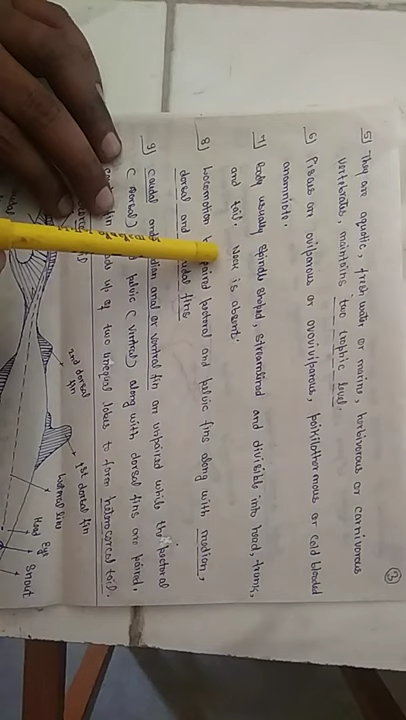 ③
5) They are aquatic, fresh water or marine, herbivorous or carnivorous
vertebrates, maintains two trophic level.
6) Pisces are oviparous or ovoviviparous, poikilothermous or cold blooded
anamniote.
7) Body usually spindle shaped, streamlined and divisible into head, trunk,
and tail. Neck is absent.
8) Locomotion by paired pectoral and pelvic fins along with median,
dorsal and caudal fins
9) Caudal and median anal or ventral fin are unpaired while the pectoral
(Dorsal) and pelvic (ventral) along with dorsal fins are paired.
fin made up of two unequal lobes to form heterocercal tail.
2nd dorsal
fin
1st dorsal fin
lateral line
Head
Eye
Snout